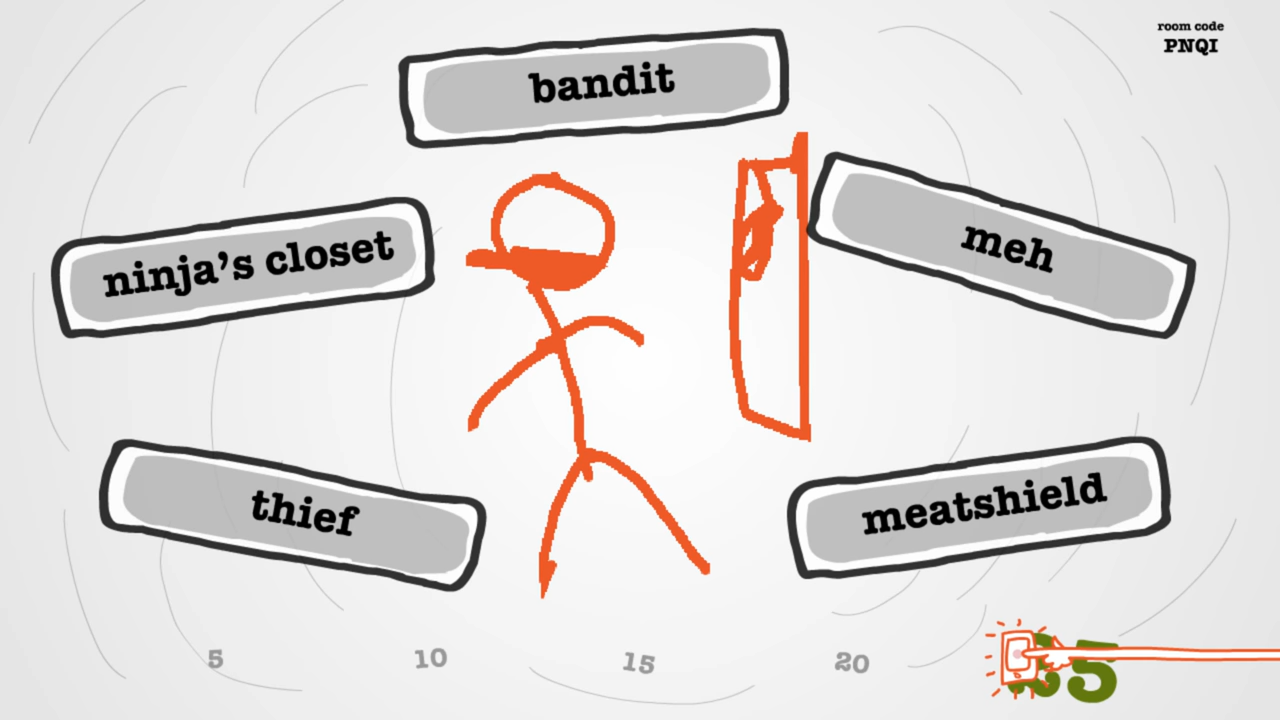 room code
PNQI
bandit
ninja's closet
meh
thief
meatshield
5
10
15
20